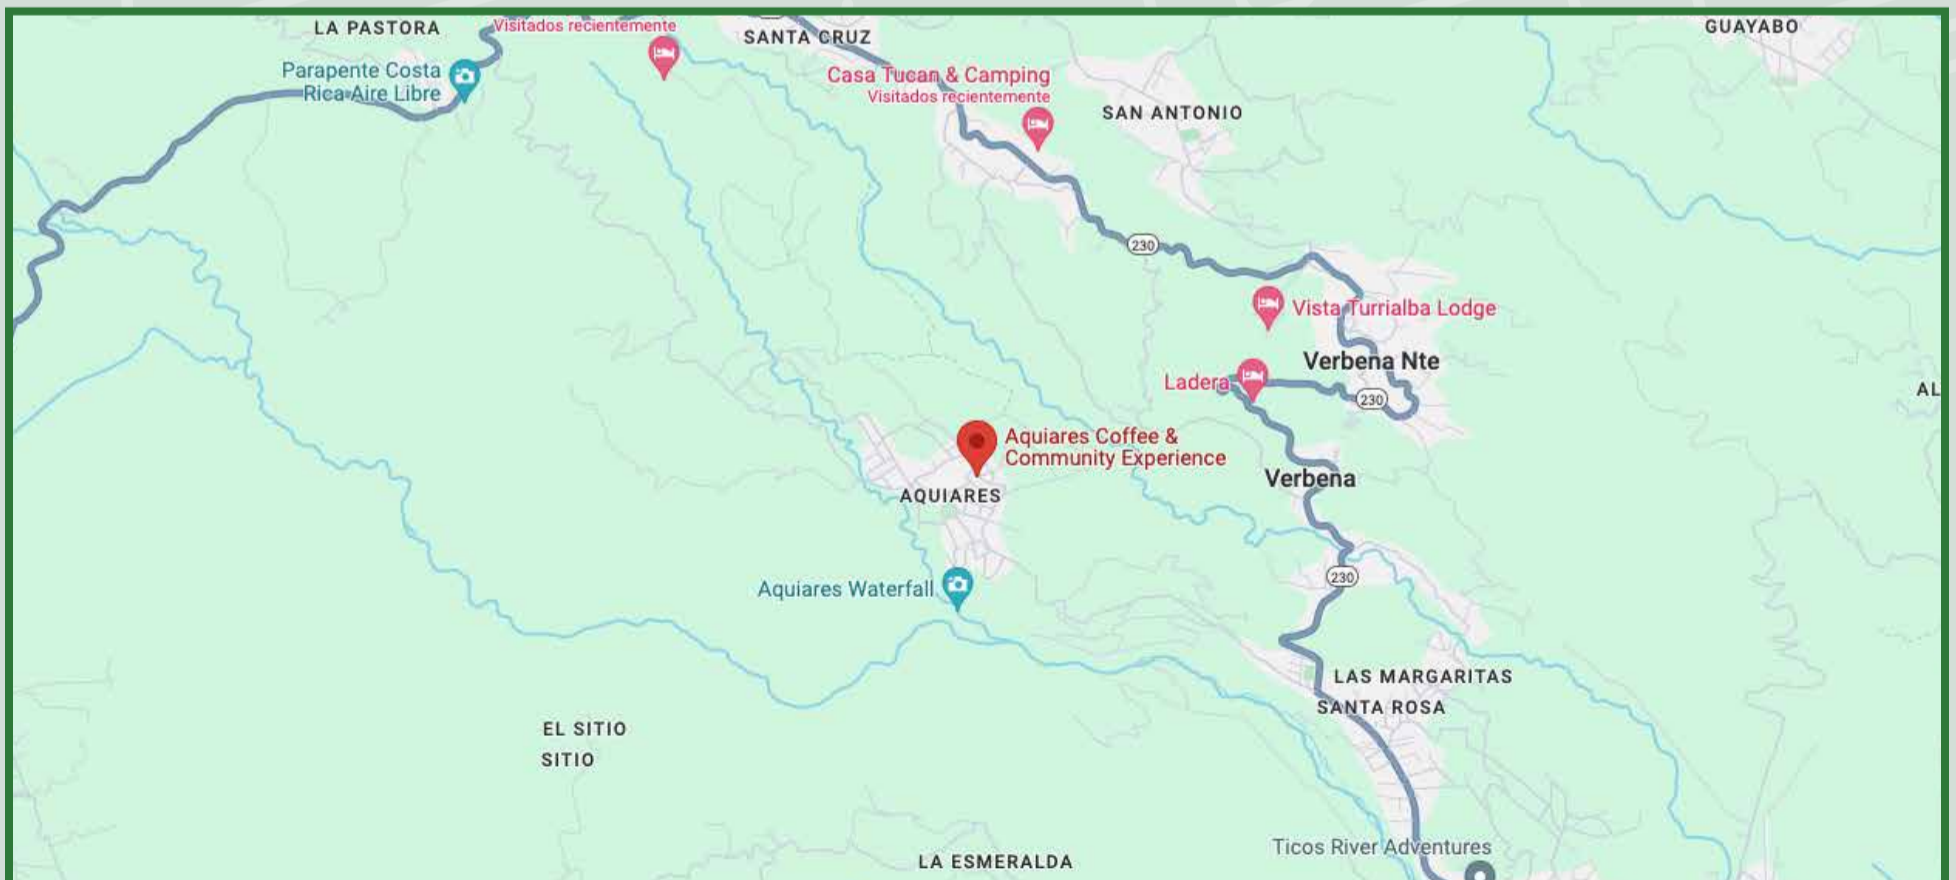 LA PASTORA
Visitados recientemente
SANTA CRUZ
GUAYABO
Parapente Costa
Rica Aire Libre
Casa Tucan & Camping
Visitados recientemente
SAN ANTONIO
230
Vista Turrialba Lodge
Verbena Nte
Ladera
230
AL
Aquiares Coffee &
Community Experience
Verbena
AQUIARES
230
Aquiares Waterfall
LAS MARGARITAS
SANTA ROSA
EL SITIO
SITIO
Ticos River Adventures
LA ESMERALDA